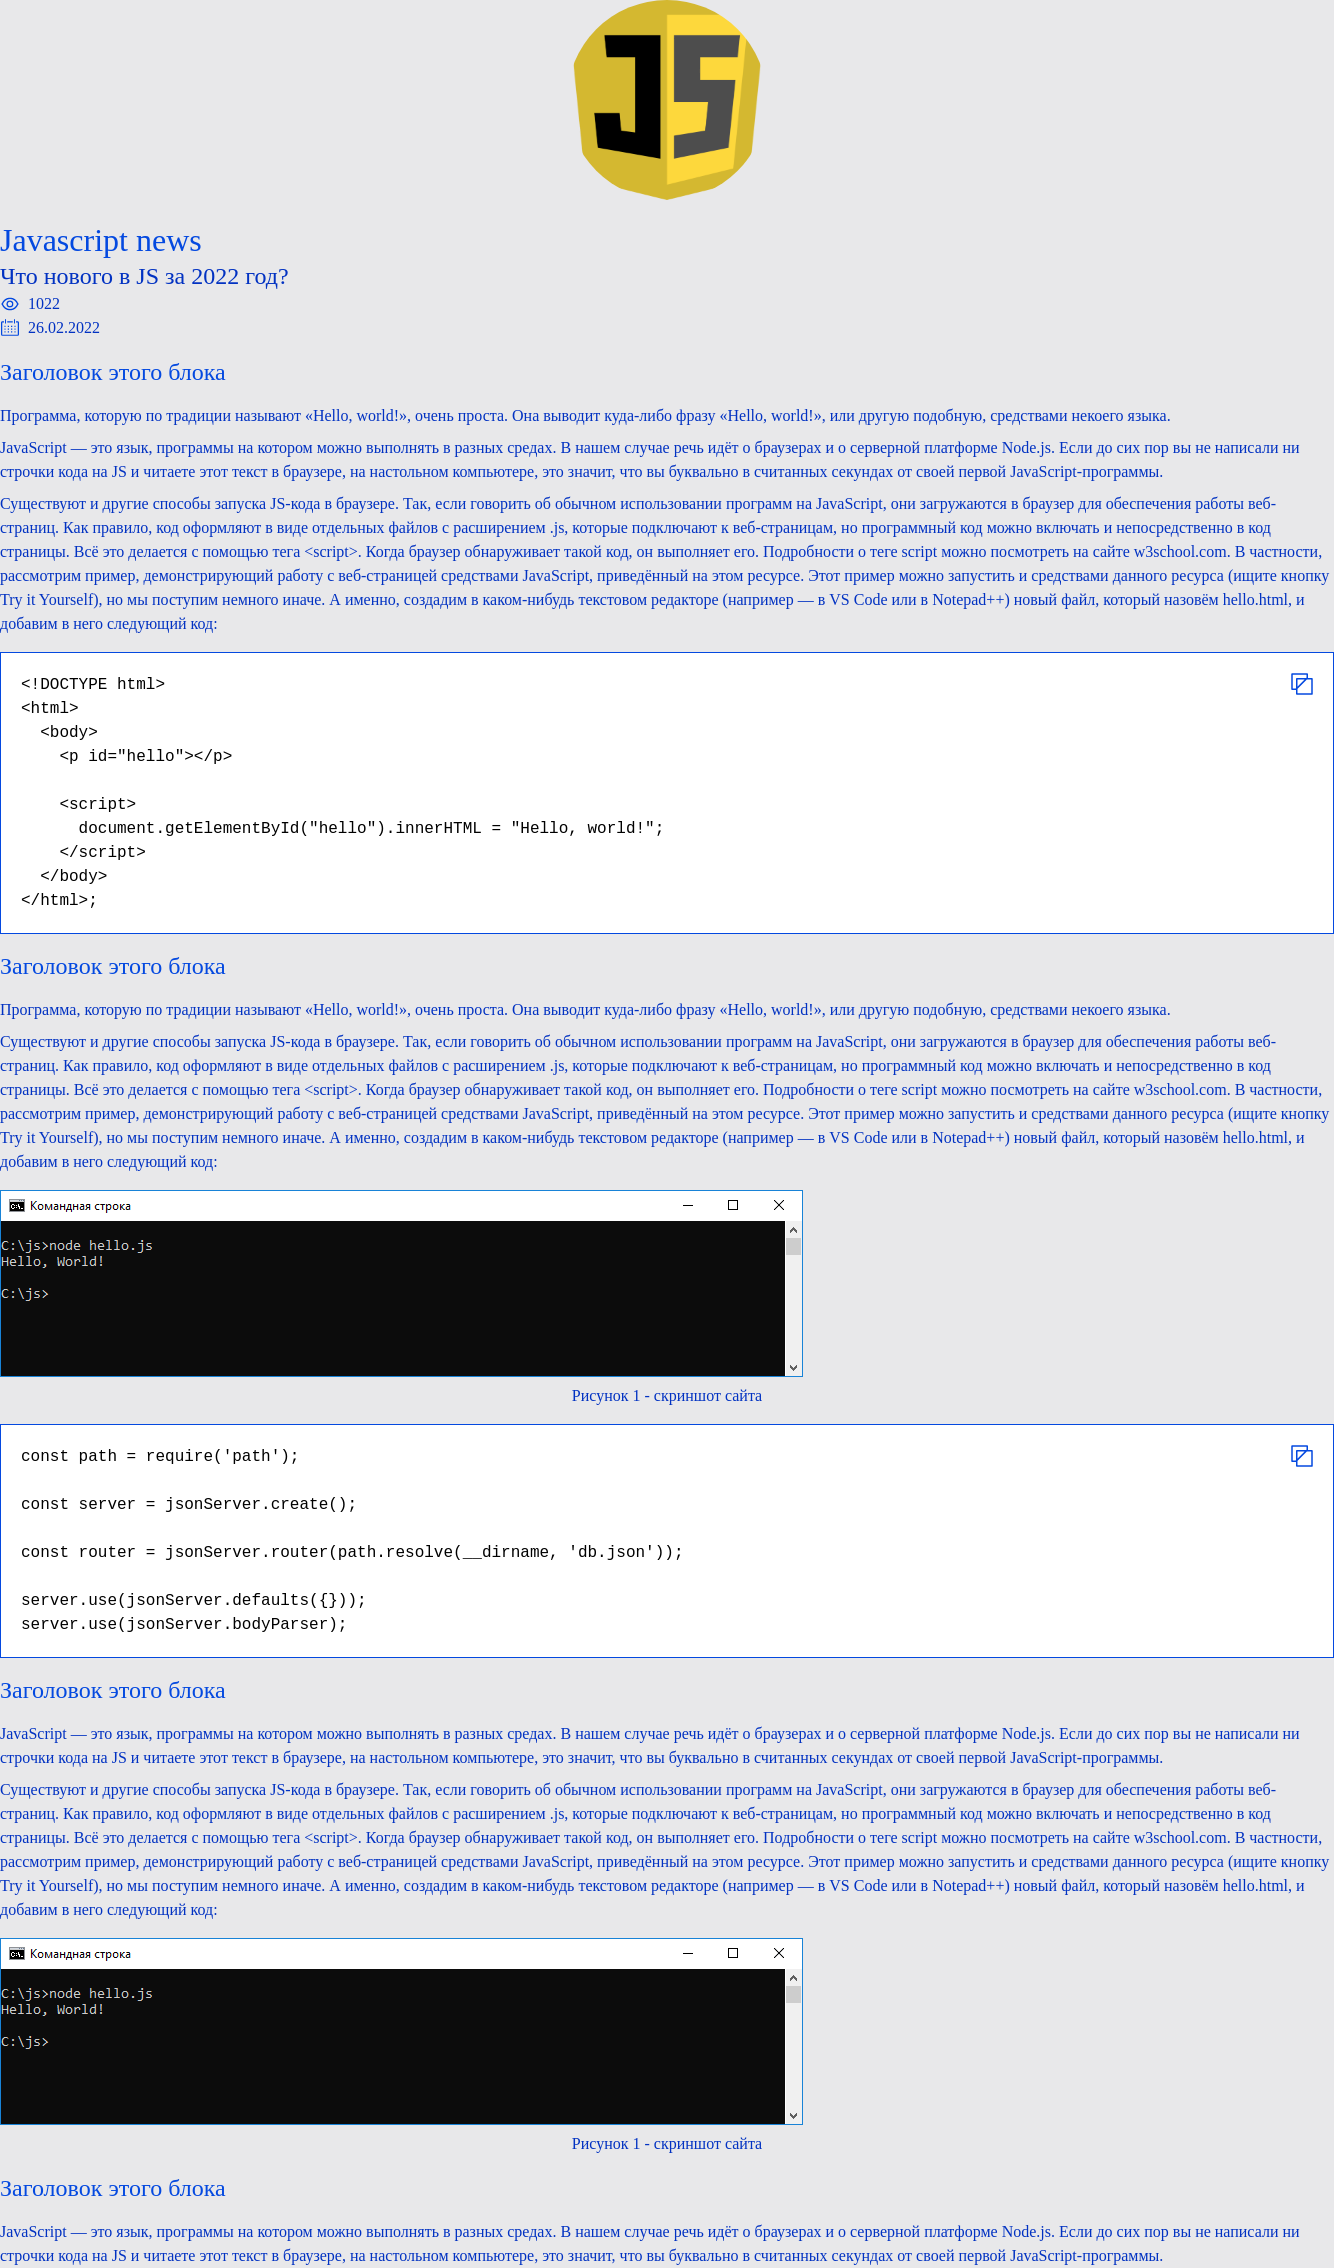 JS
Javascript news
Что нового в JS за 2022 год?
1022
26.02.2022
Заголовок этого блока
Программа, которую по традиции называют «Hello, world!», очень проста. Она выводит куда-либо фразу «Hello, world!», или другую подобную, средствами некоего языка.
JavaScript — это язык, программы на котором можно выполнять в разных средах. В нашем случае речь идёт о браузерах и о серверной платформе Node.js. Если до сих пор вы не написали ни
строчки кода на JS и читаете этот текст в браузере, на настольном компьютере, это значит, что вы буквально в считанных секундах от своей первой JavaScript-программы.
Существуют и другие способы запуска JS-кода в браузере. Так, если говорить об обычном использовании программ на JavaScript, они загружаются в браузер для обеспечения работы веб-
страниц. Как правило, код оформляют в виде отдельных файлов с расширением .js, которые подключают к веб-страницам, но программный код можно включать и непосредственно в код
страницы. Всё это делается с помощью тега <script>. Когда браузер обнаруживает такой код, он выполняет его. Подробности о теге script можно посмотреть на сайте w3school.com. В частности,
рассмотрим пример, демонстрирующий работу с веб-страницей средствами JavaScript, приведённый на этом ресурсе. Этот пример можно запустить и средствами данного ресурса (ищите кнопку
Try it Yourself), но мы поступим немного иначе. А именно, создадим в каком-нибудь текстовом редакторе (например — в VS Code или в Notepad++) новый файл, который назовём hello.html, и
добавим в него следующий код:
<!DOCTYPE html>
<html>
  <body>
    <p id="hello"></p>
    <script>
      document.getElementById("hello").innerHTML = "Hello, world!";
    </script>
  </body>
</html>;
Заголовок этого блока
Программа, которую по традиции называют «Hello, world!», очень проста. Она выводит куда-либо фразу «Hello, world!», или другую подобную, средствами некоего языка.
Существуют и другие способы запуска JS-кода в браузере. Так, если говорить об обычном использовании программ на JavaScript, они загружаются в браузер для обеспечения работы веб-
страниц. Как правило, код оформляют в виде отдельных файлов с расширением .js, которые подключают к веб-страницам, но программный код можно включать и непосредственно в код
страницы. Всё это делается с помощью тега <script>. Когда браузер обнаруживает такой код, он выполняет его. Подробности о теге script можно посмотреть на сайте w3school.com. В частности,
рассмотрим пример, демонстрирующий работу с веб-страницей средствами JavaScript, приведённый на этом ресурсе. Этот пример можно запустить и средствами данного ресурса (ищите кнопку
Try it Yourself), но мы поступим немного иначе. А именно, создадим в каком-нибудь текстовом редакторе (например — в VS Code или в Notepad++) новый файл, который назовём hello.html, и
добавим в него следующий код:
Командная строка
C:\js>node hello.js
Hello, World!
C:\js>
Рисунок 1 - скриншот сайта
const path = require('path');
const server = jsonServer.create();
const router = jsonServer.router(path.resolve(__dirname, 'db.json'));
server.use(jsonServer.defaults({}));
server.use(jsonServer.bodyParser);
Заголовок этого блока
JavaScript — это язык, программы на котором можно выполнять в разных средах. В нашем случае речь идёт о браузерах и о серверной платформе Node.js. Если до сих пор вы не написали ни
строчки кода на JS и читаете этот текст в браузере, на настольном компьютере, это значит, что вы буквально в считанных секундах от своей первой JavaScript-программы.
Существуют и другие способы запуска JS-кода в браузере. Так, если говорить об обычном использовании программ на JavaScript, они загружаются в браузер для обеспечения работы веб-
страниц. Как правило, код оформляют в виде отдельных файлов с расширением .js, которые подключают к веб-страницам, но программный код можно включать и непосредственно в код
страницы. Всё это делается с помощью тега <script>. Когда браузер обнаруживает такой код, он выполняет его. Подробности о теге script можно посмотреть на сайте w3school.com. В частности,
рассмотрим пример, демонстрирующий работу с веб-страницей средствами JavaScript, приведённый на этом ресурсе. Этот пример можно запустить и средствами данного ресурса (ищите кнопку
Try it Yourself), но мы поступим немного иначе. А именно, создадим в каком-нибудь текстовом редакторе (например — в VS Code или в Notepad++) новый файл, который назовём hello.html, и
добавим в него следующий код:
Командная строка
C:\js>node hello.js
Hello, World!
C:\js>
Рисунок 1 - скриншот сайта
Заголовок этого блока
JavaScript — это язык, программы на котором можно выполнять в разных средах. В нашем случае речь идёт о браузерах и о серверной платформе Node.js. Если до сих пор вы не написали ни
строчки кода на JS и читаете этот текст в браузере, на настольном компьютере, это значит, что вы буквально в считанных секундах от своей первой JavaScript-программы.